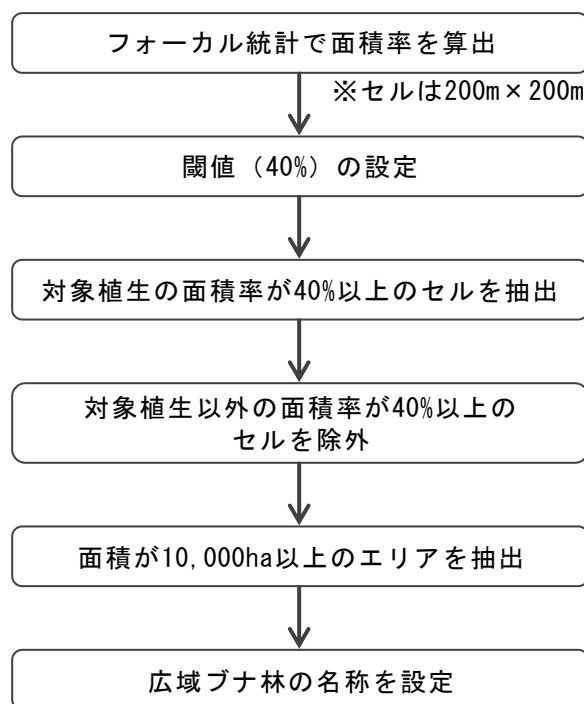 フォーカル統計で面積率を算出
※セルは200m×200m
閾値（40%）の設定
対象植生の面積率が40%以上のセルを抽出
対象植生以外の面積率が40%以上の
セルを除外
面積が10,000ha以上のエリアを抽出
広域ブナ林の名称を設定